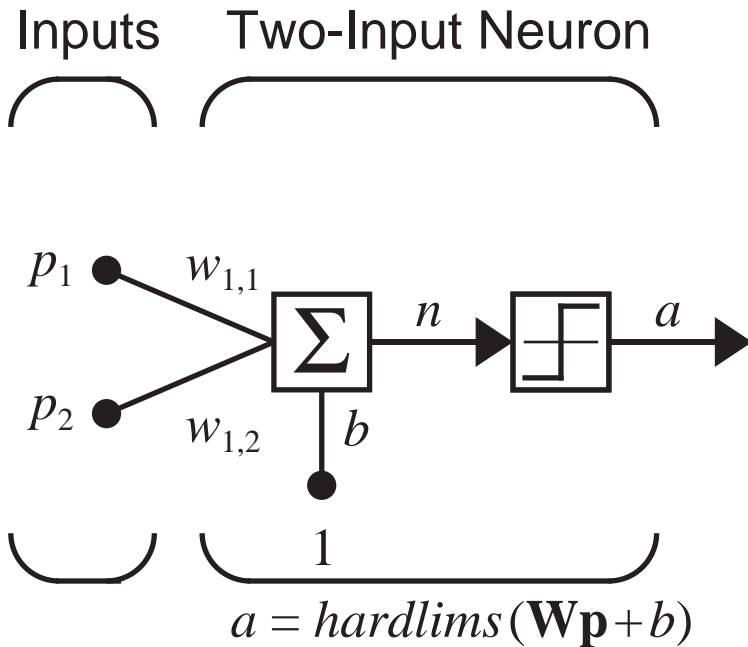 Inputs Two-Input Neuron
p₁ w₁,₁
Σ n a
p₂ w₁,₂ b
1
a = hardlims(Wp+b)